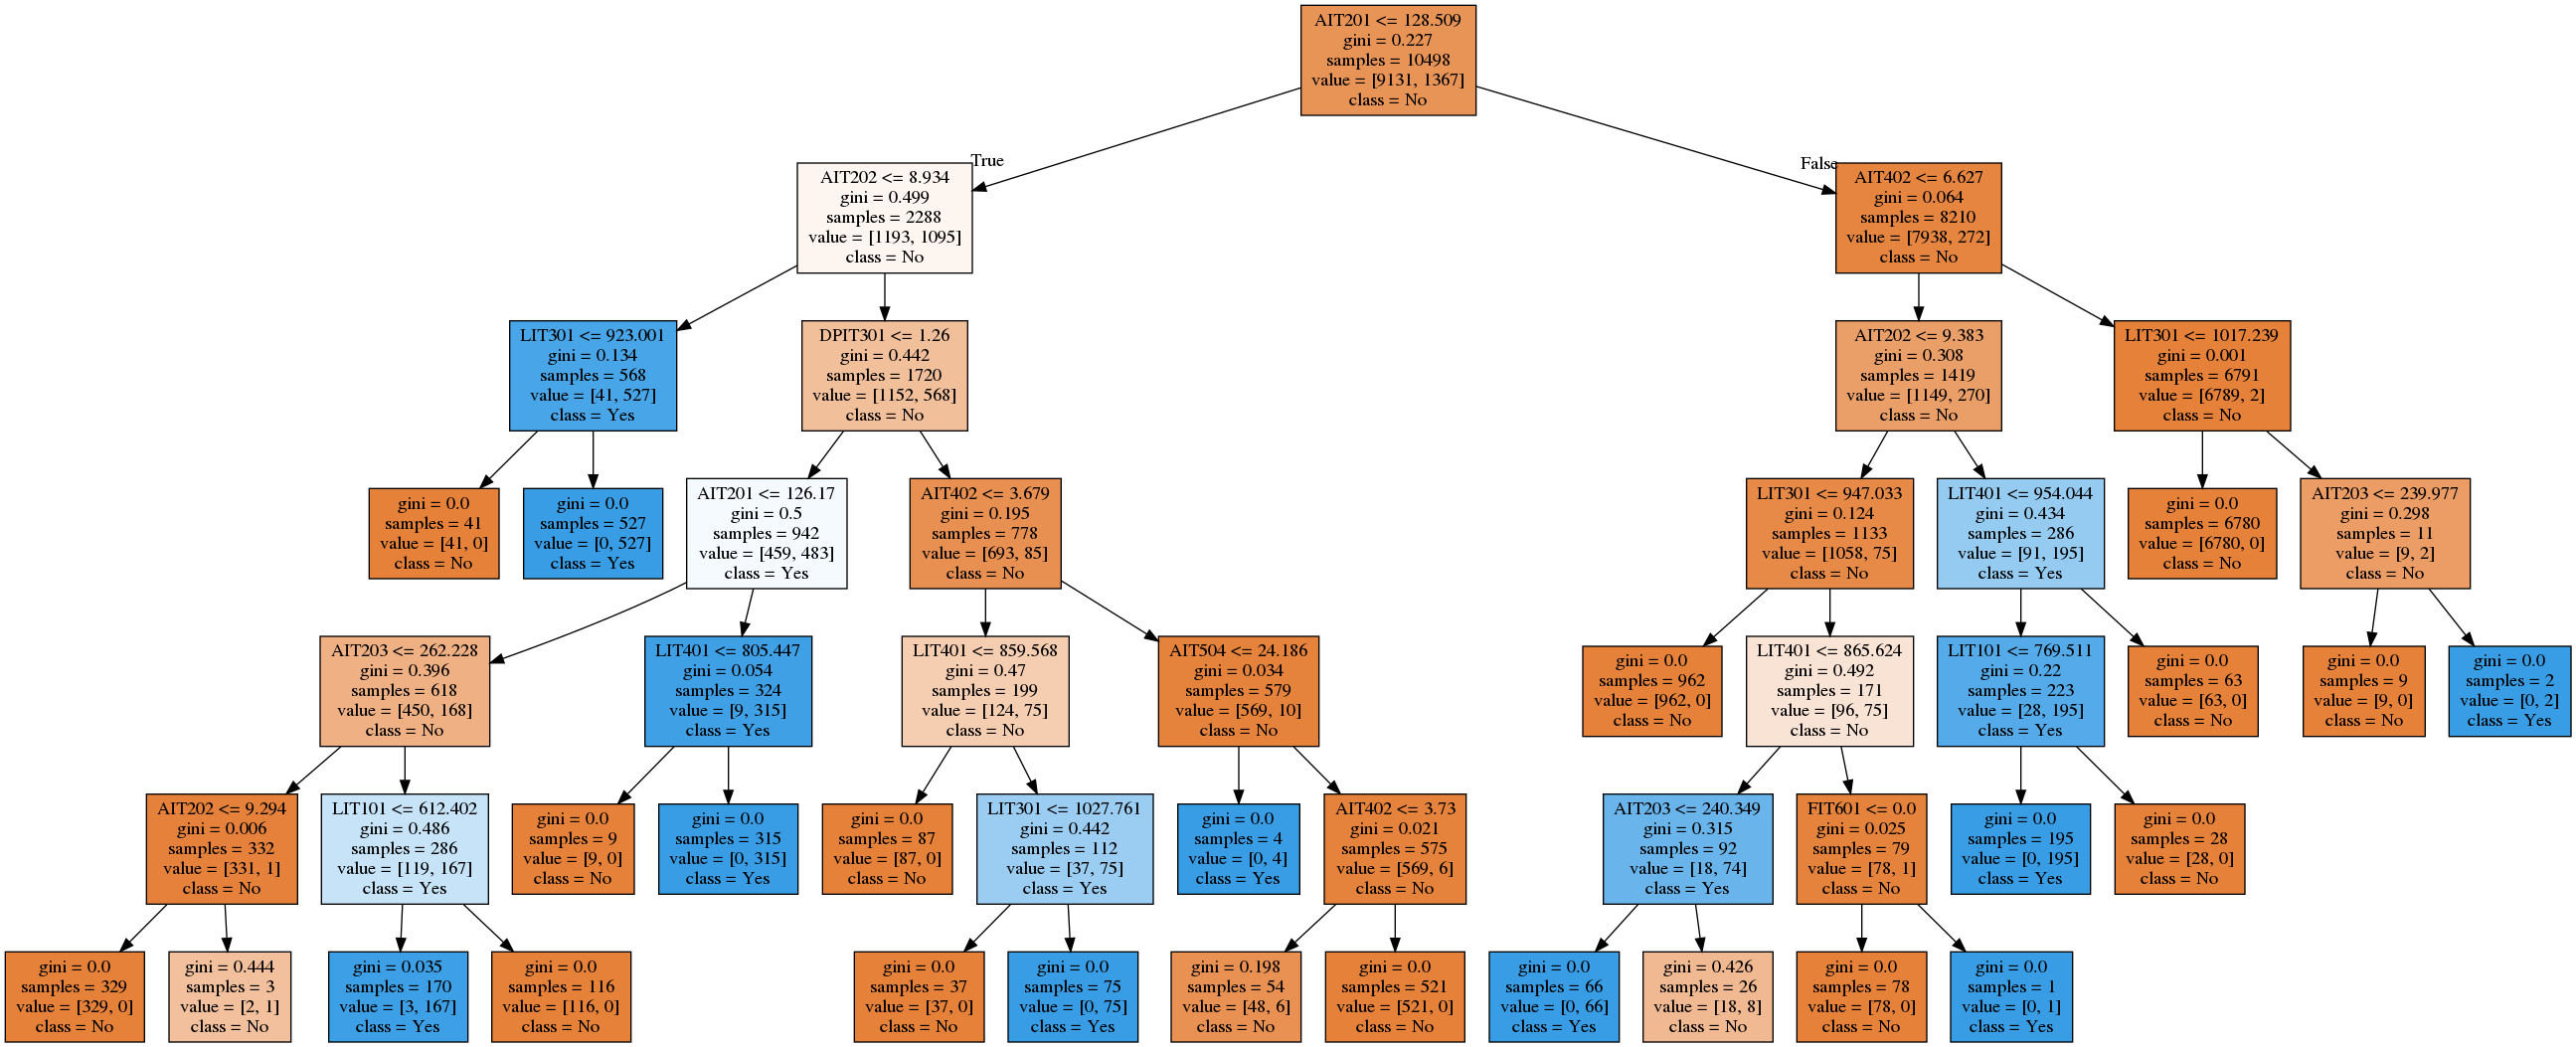 AIT201 <= 128.509
gini = 0.227
samples = 10498
value = [9131, 1367]
class = No
True
False
AIT202 <= 8.934
gini = 0.499
samples = 2288
value = [1193, 1095]
class = No
AIT402 <= 6.627
gini = 0.064
samples = 8210
value = [7938, 272]
class = No
LIT301 <= 923.001
gini = 0.134
samples = 568
value = [41, 527]
class = Yes
DPIT301 <= 1.26
gini = 0.442
samples = 1720
value = [1152, 568]
class = No
AIT202 <= 9.383
gini = 0.308
samples = 1419
value = [1149, 270]
class = No
LIT301 <= 1017.239
gini = 0.001
samples = 6791
value = [6789, 2]
class = No
gini = 0.0
samples = 41
value = [41, 0]
class = No
gini = 0.0
samples = 527
value = [0, 527]
class = Yes
AIT201 <= 126.17
gini = 0.5
samples = 942
value = [459, 483]
class = Yes
AIT402 <= 3.679
gini = 0.195
samples = 778
value = [693, 85]
class = No
LIT301 <= 947.033
gini = 0.124
samples = 1133
value = [1058, 75]
class = No
LIT401 <= 954.044
gini = 0.434
samples = 286
value = [91, 195]
class = Yes
gini = 0.0
samples = 6780
value = [6780, 0]
class = No
AIT203 <= 239.977
gini = 0.298
samples = 11
value = [9, 2]
class = No
AIT203 <= 262.228
gini = 0.396
samples = 618
value = [450, 168]
class = No
LIT401 <= 805.447
gini = 0.054
samples = 324
value = [9, 315]
class = Yes
LIT401 <= 859.568
gini = 0.47
samples = 199
value = [124, 75]
class = No
AIT504 <= 24.186
gini = 0.034
samples = 579
value = [569, 10]
class = No
gini = 0.0
samples = 962
value = [962, 0]
class = No
LIT401 <= 865.624
gini = 0.492
samples = 171
value = [96, 75]
class = No
LIT101 <= 769.511
gini = 0.22
samples = 223
value = [28, 195]
class = Yes
gini = 0.0
samples = 63
value = [63, 0]
class = No
gini = 0.0
samples = 9
value = [9, 0]
class = No
gini = 0.0
samples = 2
value = [0, 2]
class = Yes
AIT202 <= 9.294
gini = 0.006
samples = 332
value = [331, 1]
class = No
LIT101 <= 612.402
gini = 0.486
samples = 286
value = [119, 167]
class = Yes
gini = 0.0
samples = 9
value = [9, 0]
class = No
gini = 0.0
samples = 315
value = [0, 315]
class = Yes
gini = 0.0
samples = 87
value = [87, 0]
class = No
LIT301 <= 1027.761
gini = 0.442
samples = 112
value = [37, 75]
class = Yes
gini = 0.0
samples = 4
value = [0, 4]
class = Yes
AIT402 <= 3.73
gini = 0.021
samples = 575
value = [569, 6]
class = No
AIT203 <= 240.349
gini = 0.315
samples = 92
value = [18, 74]
class = Yes
FIT601 <= 0.0
gini = 0.025
samples = 79
value = [78, 1]
class = No
gini = 0.0
samples = 195
value = [0, 195]
class = Yes
gini = 0.0
samples = 28
value = [28, 0]
class = No
gini = 0.0
samples = 329
value = [329, 0]
class = No
gini = 0.444
samples = 3
value = [2, 1]
class = No
gini = 0.035
samples = 170
value = [3, 167]
class = Yes
gini = 0.0
samples = 116
value = [116, 0]
class = No
gini = 0.0
samples = 37
value = [37, 0]
class = No
gini = 0.0
samples = 75
value = [0, 75]
class = Yes
gini = 0.198
samples = 54
value = [48, 6]
class = No
gini = 0.0
samples = 521
value = [521, 0]
class = No
gini = 0.0
samples = 66
value = [0, 66]
class = Yes
gini = 0.426
samples = 26
value = [18, 8]
class = No
gini = 0.0
samples = 78
value = [78, 0]
class = No
gini = 0.0
samples = 1
value = [0, 1]
class = Yes